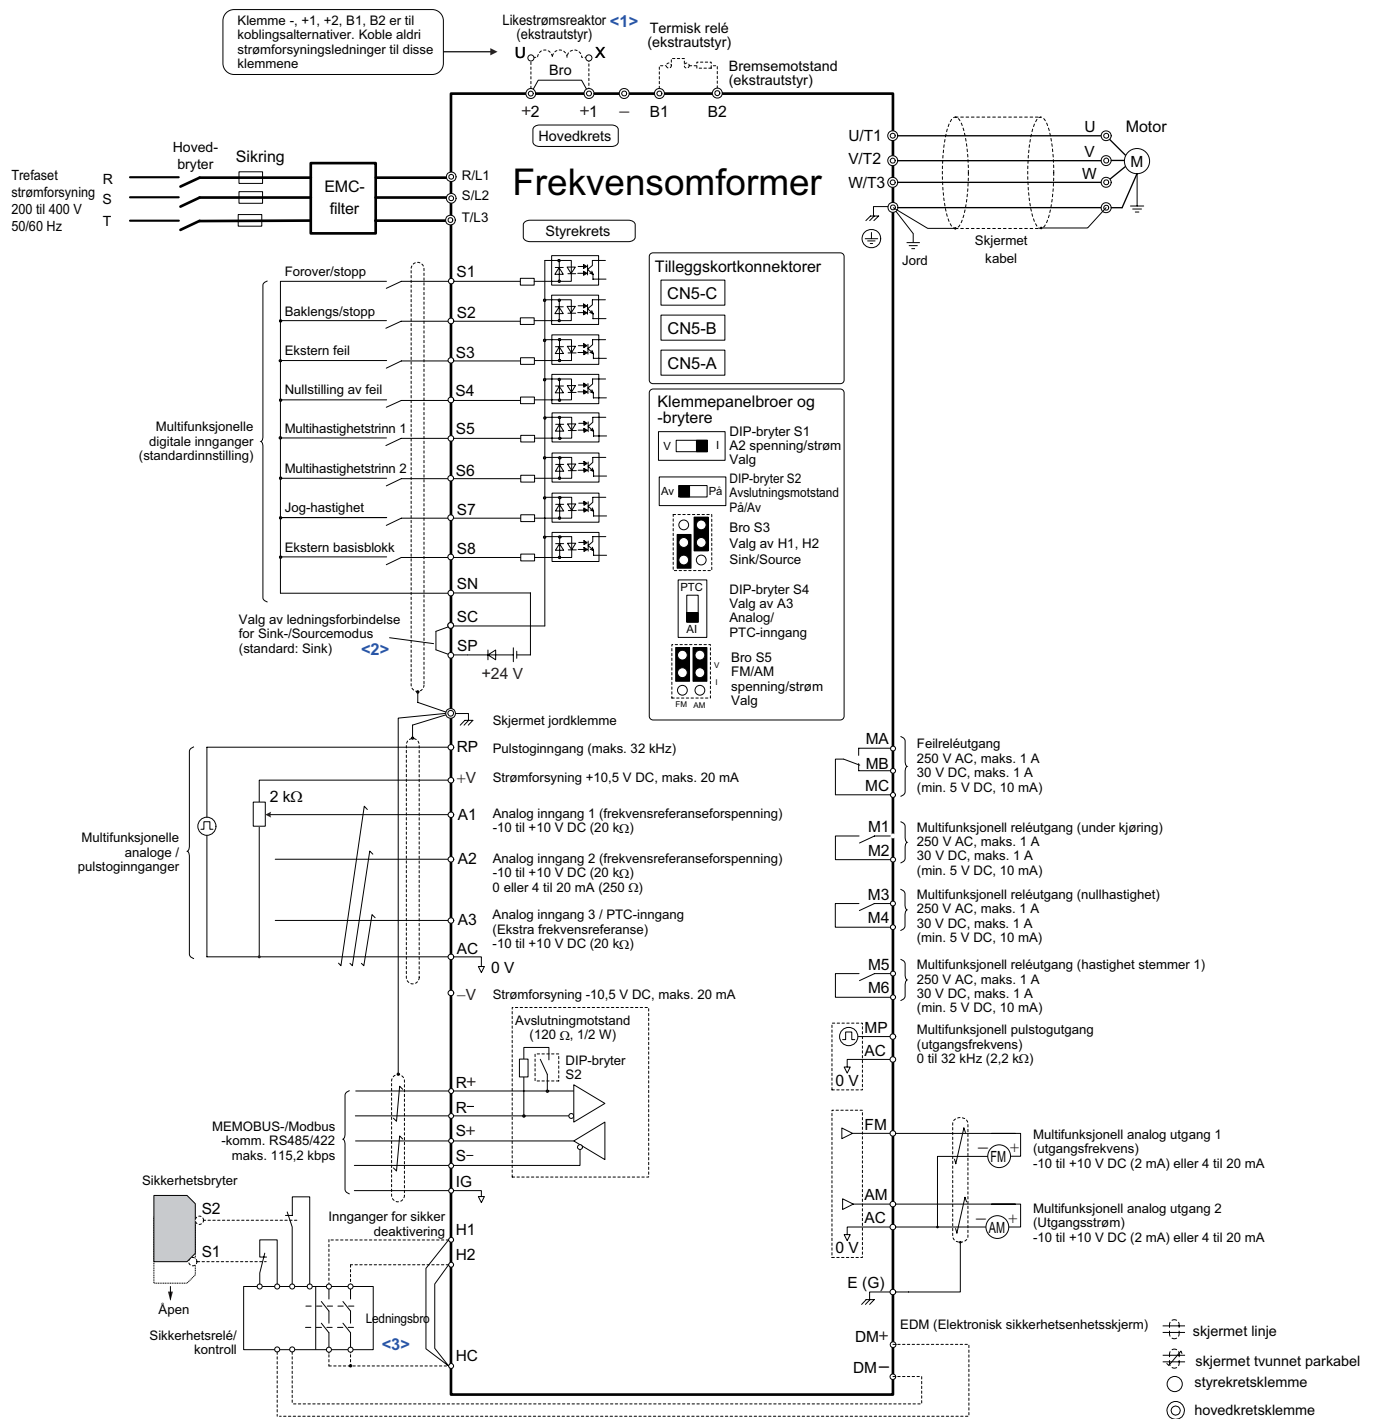 Klemme -, +1, +2, B1, B2 er til
koblingsalternativer. Koble aldri
strømforsyningsledninger til disse
klemmene
Likestrømsreaktor <1>
(ekstrautstyr)
U X
Bro
Termisk relé
(ekstrautstyr)
Bremsemotstand
(ekstrautstyr)
+2 +1 − B1 B2
Hovedkrets
Frekvensomformer
Styrekrets
Trefaset
strømforsyning
200 til 400 V
50/60 Hz
R
S
T
Hoved-
bryter
Sikring
EMC-
filter
R/L1
S/L2
T/L3
U/T1
V/T2
W/T3
U
V
W
Motor
M
Jord
Skjermet
kabel
Multifunksjonelle
digitale innganger
(standardinnstilling)
Forover/stopp S1
Baklengs/stopp S2
Ekstern feil S3
Nullstilling av feil S4
Multihastighetstrinn 1 S5
Multihastighetstrinn 2 S6
Jog-hastighet S7
Ekstern basisblokk S8
SN
SC
SP
+24 V
Valg av ledningsforbindelse
for Sink-/Sourcemodus
(standard: Sink) <2>
Tilleggskortkonnektorer
CN5-C
CN5-B
CN5-A
Klemmepanelbroer og
-brytere
V I
DIP-bryter S1
A2 spenning/strøm
Valg
Av På
DIP-bryter S2
Avslutningsmotstand
På/Av
Bro S3
Valg av H1, H2
Sink/Source
PTC
AI
DIP-bryter S4
Valg av A3
Analog/
PTC-inngang
V
I
FM AM
Bro S5
FM/AM
spenning/strøm
Valg
Skjermet jordklemme
Multifunksjonelle
analoge /
pulstoginnganger
2 kΩ
RP Pulstoginngang (maks. 32 kHz)
+V Strømforsyning +10,5 V DC, maks. 20 mA
A1 Analog inngang 1 (frekvensreferanseforspenning)
-10 til +10 V DC (20 kΩ)
A2 Analog inngang 2 (frekvensreferanseforspenning)
-10 til +10 V DC (20 kΩ)
0 eller 4 til 20 mA (250 Ω)
A3 Analog inngang 3 / PTC-inngang
(Ekstra frekvensreferanse)
-10 til +10 V DC (20 kΩ)
AC
0 V
−V Strømforsyning -10,5 V DC, maks. 20 mA
Avslutningmotstand
(120 Ω, 1/2 W)
DIP-bryter
S2
MEMOBUS-/Modbus
-komm. RS485/422
maks. 115,2 kbps
R+
R−
S+
S−
IG
MA
MB
MC
Feilreléutgang
250 V AC, maks. 1 A
30 V DC, maks. 1 A
(min. 5 V DC, 10 mA)
M1
M2
Multifunksjonell reléutgang (under kjøring)
250 V AC, maks. 1 A
30 V DC, maks. 1 A
(min. 5 V DC, 10 mA)
M3
M4
Multifunksjonell reléutgang (nullhastighet)
250 V AC, maks. 1 A
30 V DC, maks. 1 A
(min. 5 V DC, 10 mA)
M5
M6
Multifunksjonell reléutgang (hastighet stemmer 1)
250 V AC, maks. 1 A
30 V DC, maks. 1 A
(min. 5 V DC, 10 mA)
MP
AC
0 V
Multifunksjonell pulstogutgang
(utgangsfrekvens)
0 til 32 kHz (2,2 kΩ)
FM
− FM +
Multifunksjonell analog utgang 1
(utgangsfrekvens)
-10 til +10 V DC (2 mA) eller 4 til 20 mA
AM
AC
0 V
− AM +
Multifunksjonell analog utgang 2
(Utgangsstrøm)
-10 til +10 V DC (2 mA) eller 4 til 20 mA
E (G)
Sikkerhetsbryter
S2
S1
Åpen
Sikkerhetsrelé/
kontroll
Innganger for sikker
deaktivering
H1
H2
Ledningsbro
<3>
HC
EDM (Elektronisk sikkerhetsenhetsskjerm)
DM+
DM−
skjermet linje
skjermet tvunnet parkabel
styrekretsklemme
hovedkretsklemme